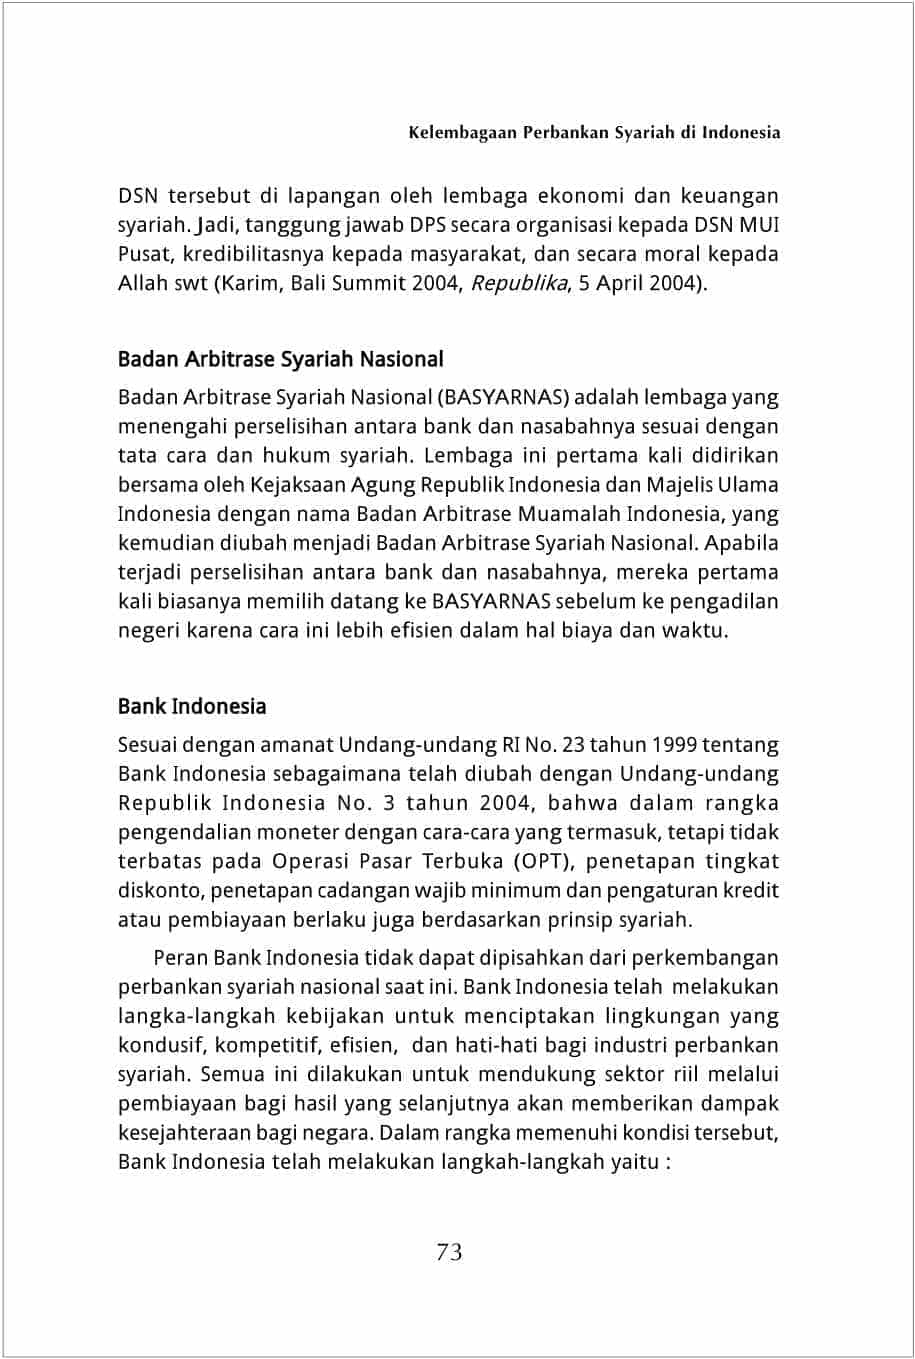 Kelembagaan Perbankan Syariah di Indonesia
DSN tersebut di lapangan oleh lembaga ekonomi dan keuangan
syariah. Jadi, tanggung jawab DPS secara organisasi kepada DSN MUI
Pusat, kredibilitasnya kepada masyarakat, dan secara moral kepada
Allah swt (Karim, Bali Summit 2004, Republika, 5 April 2004).
Badan Arbitrase Syariah Nasional
Badan Arbitrase Syariah Nasional (BASYARNAS) adalah lembaga yang
menengahi perselisihan antara bank dan nasabahnya sesuai dengan
tata cara dan hukum syariah. Lembaga ini pertama kali didirikan
bersama oleh Kejaksaan Agung Republik Indonesia dan Majelis Ulama
Indonesia dengan nama Badan Arbitrase Muamalah Indonesia, yang
kemudian diubah menjadi Badan Arbitrase Syariah Nasional. Apabila
terjadi perselisihan antara bank dan nasabahnya, mereka pertama
kali biasanya memilih datang ke BASYARNAS sebelum ke pengadilan
negeri karena cara ini lebih efisien dalam hal biaya dan waktu.
Bank Indonesia
Sesuai dengan amanat Undang-undang RI No. 23 tahun 1999 tentang
Bank Indonesia sebagaimana telah diubah dengan Undang-undang
Republik Indonesia No. 3 tahun 2004, bahwa dalam rangka
pengendalian moneter dengan cara-cara yang termasuk, tetapi tidak
terbatas pada Operasi Pasar Terbuka (OPT), penetapan tingkat
diskonto, penetapan cadangan wajib minimum dan pengaturan kredit
atau pembiayaan berlaku juga berdasarkan prinsip syariah.
Peran Bank Indonesia tidak dapat dipisahkan dari perkembangan
perbankan syariah nasional saat ini. Bank Indonesia telah melakukan
langka-langkah kebijakan untuk menciptakan lingkungan yang
kondusif, kompetitif, efisien, dan hati-hati bagi industri perbankan
syariah. Semua ini dilakukan untuk mendukung sektor riil melalui
pembiayaan bagi hasil yang selanjutnya akan memberikan dampak
kesejahteraan bagi negara. Dalam rangka memenuhi kondisi tersebut,
Bank Indonesia telah melakukan langkah-langkah yaitu :
73